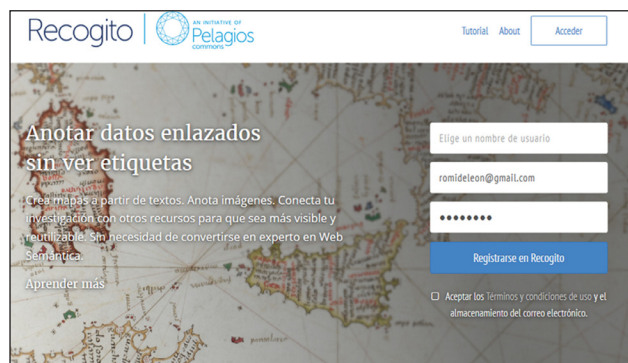 Recogito
AN INITIATIVE OF
Pelagios
commons
Tutorial About Acceder
Anotar datos enlazados
sin ver etiquetas
Crea mapas a partir de textos. Anota imágenes. Conecta tu
investigación con otros recursos para que sea más visible y
reutilizable. Sin necesidad de convertirse en experto en Web
Semántica.
Aprender más
Elige un nombre de usuario
romideleon@gmail.com
••••••••
Registrarse en Recogito
Aceptar los Términos y condiciones de uso y el
almacenamiento del correo electrónico.